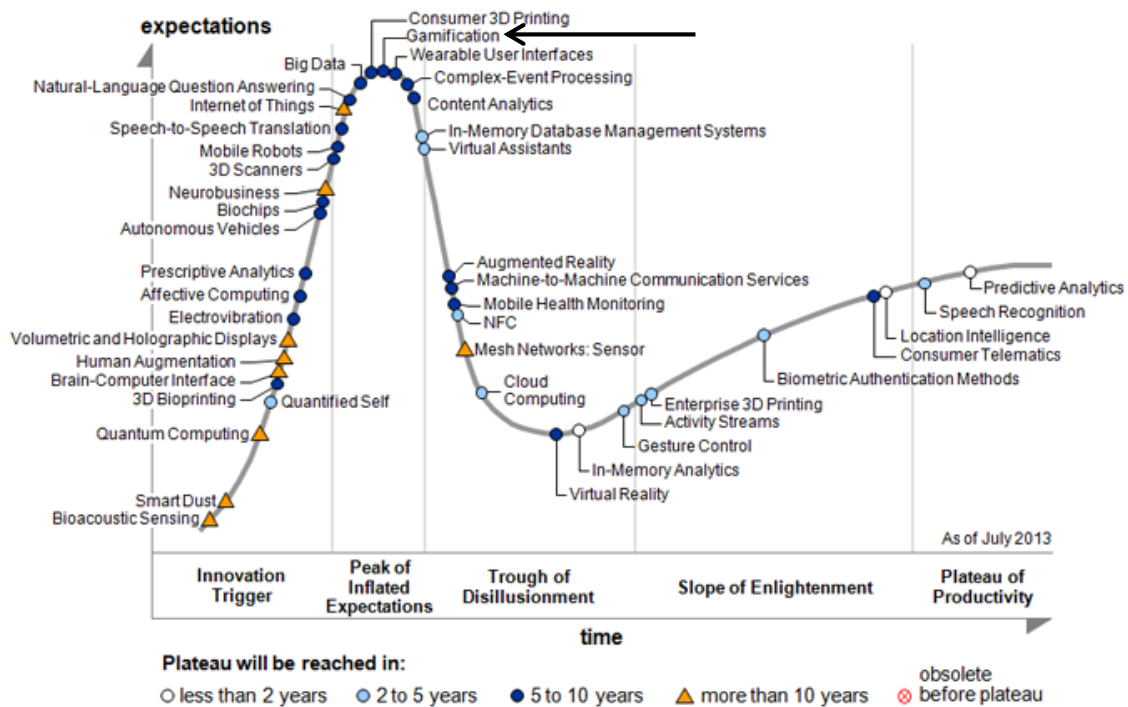 expectations
Consumer 3D Printing
Gamification
Wearable User Interfaces
Big Data
Complex-Event Processing
Natural-Language Question Answering
Content Analytics
Internet of Things
Speech-to-Speech Translation
In-Memory Database Management Systems
Mobile Robots
Virtual Assistants
3D Scanners
Neurobusiness
Biochips
Autonomous Vehicles
Augmented Reality
Prescriptive Analytics
Machine-to-Machine Communication Services
Affective Computing
Mobile Health Monitoring
Electrovibration
NFC
Volumetric and Holographic Displays
Mesh Networks: Sensor
Human Augmentation
Brain-Computer Interface
3D Bioprinting
Quantified Self
Cloud
Computing
Quantum Computing
Smart Dust
Bioacoustic Sensing
Predictive Analytics
Speech Recognition
Location Intelligence
Consumer Telematics
Biometric Authentication Methods
Enterprise 3D Printing
Activity Streams
Gesture Control
In-Memory Analytics
Virtual Reality
As of July 2013
Innovation
Trigger
Peak of
Inflated
Expectations
Trough of
Disillusionment
Slope of Enlightenment
Plateau of
Productivity
time
Plateau will be reached in:
less than 2 years
2 to 5 years
5 to 10 years
more than 10 years
obsolete
before plateau